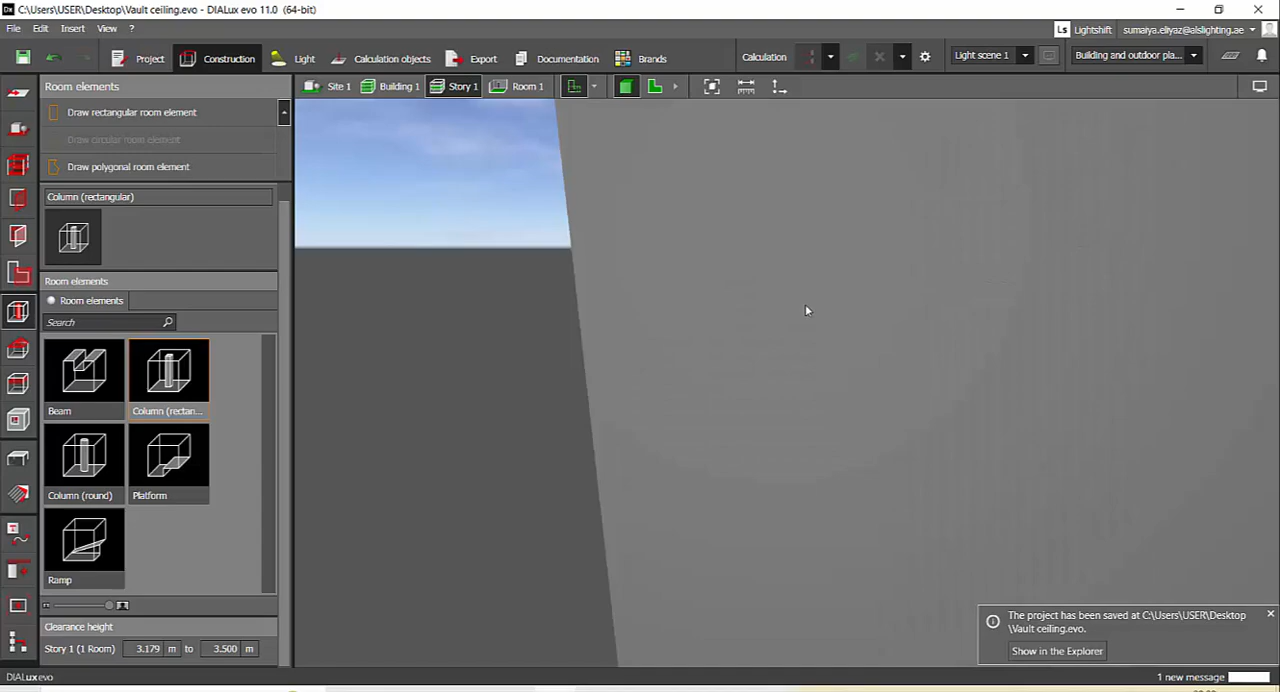 C:\Users\USER\Desktop\Vault ceiling.evo - DIALux evo 11.0 (64-bit)
File Edit Insert View ?
Lightshift sumaiya.eliyaz@alslighting.ae
Project Construction Light Calculation objects Export Documentation Brands Calculation Light scene 1 Building and outdoor pla...
Room elements
Site 1 Building 1 Story 1 Room 1
Draw rectangular room element
Draw circular room element
Draw polygonal room element
Column (rectangular)
Room elements
Room elements
Search
Beam
Column (rectan...
Column (round)
Platform
Ramp
Clearance height
Story 1 (1 Room) 3.179 m to 3.500 m
The project has been saved at C:\Users\USER\Desktop
\Vault ceiling.evo.
Show in the Explorer
DIALux evo
1 new message